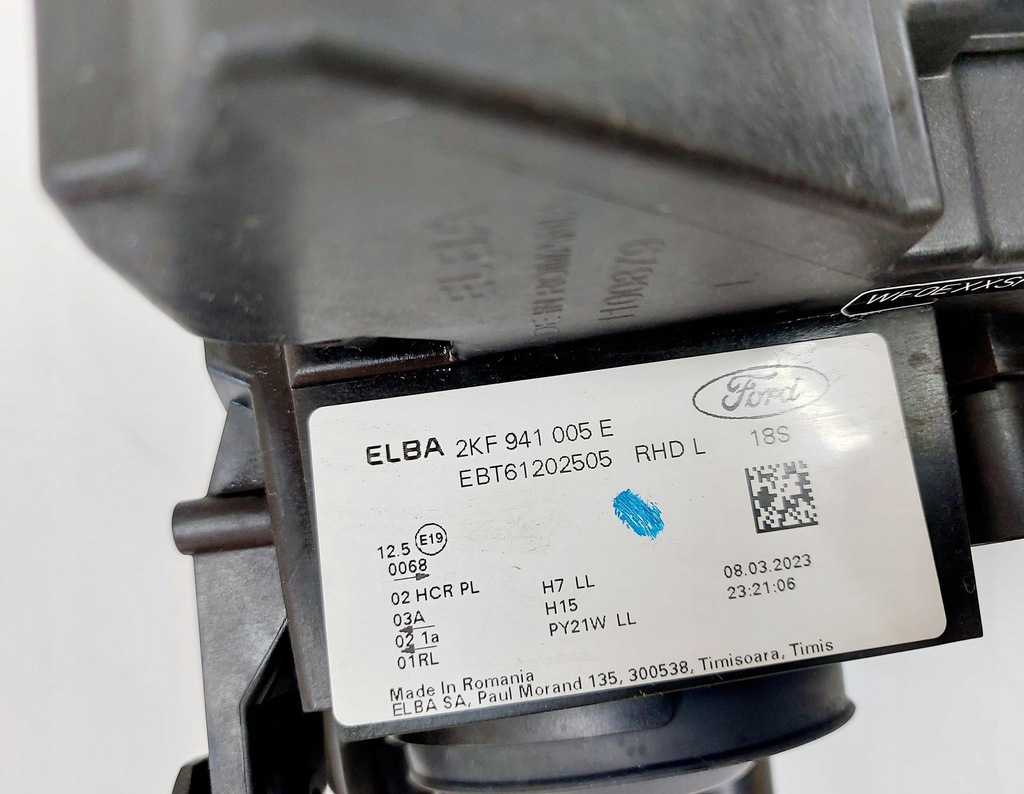 WF0EXXS
Ford
ELBA 2KF 941 005 E
EBT61202505 RHD L 18S
12.5 E19
0068
02 HCR PL H7 LL 08.03.2023
03A H15 23:21:06
02 1a PY21W LL
01RL
Made In Romania
ELBA SA, Paul Morand 135, 300538, Timisoara, Timis